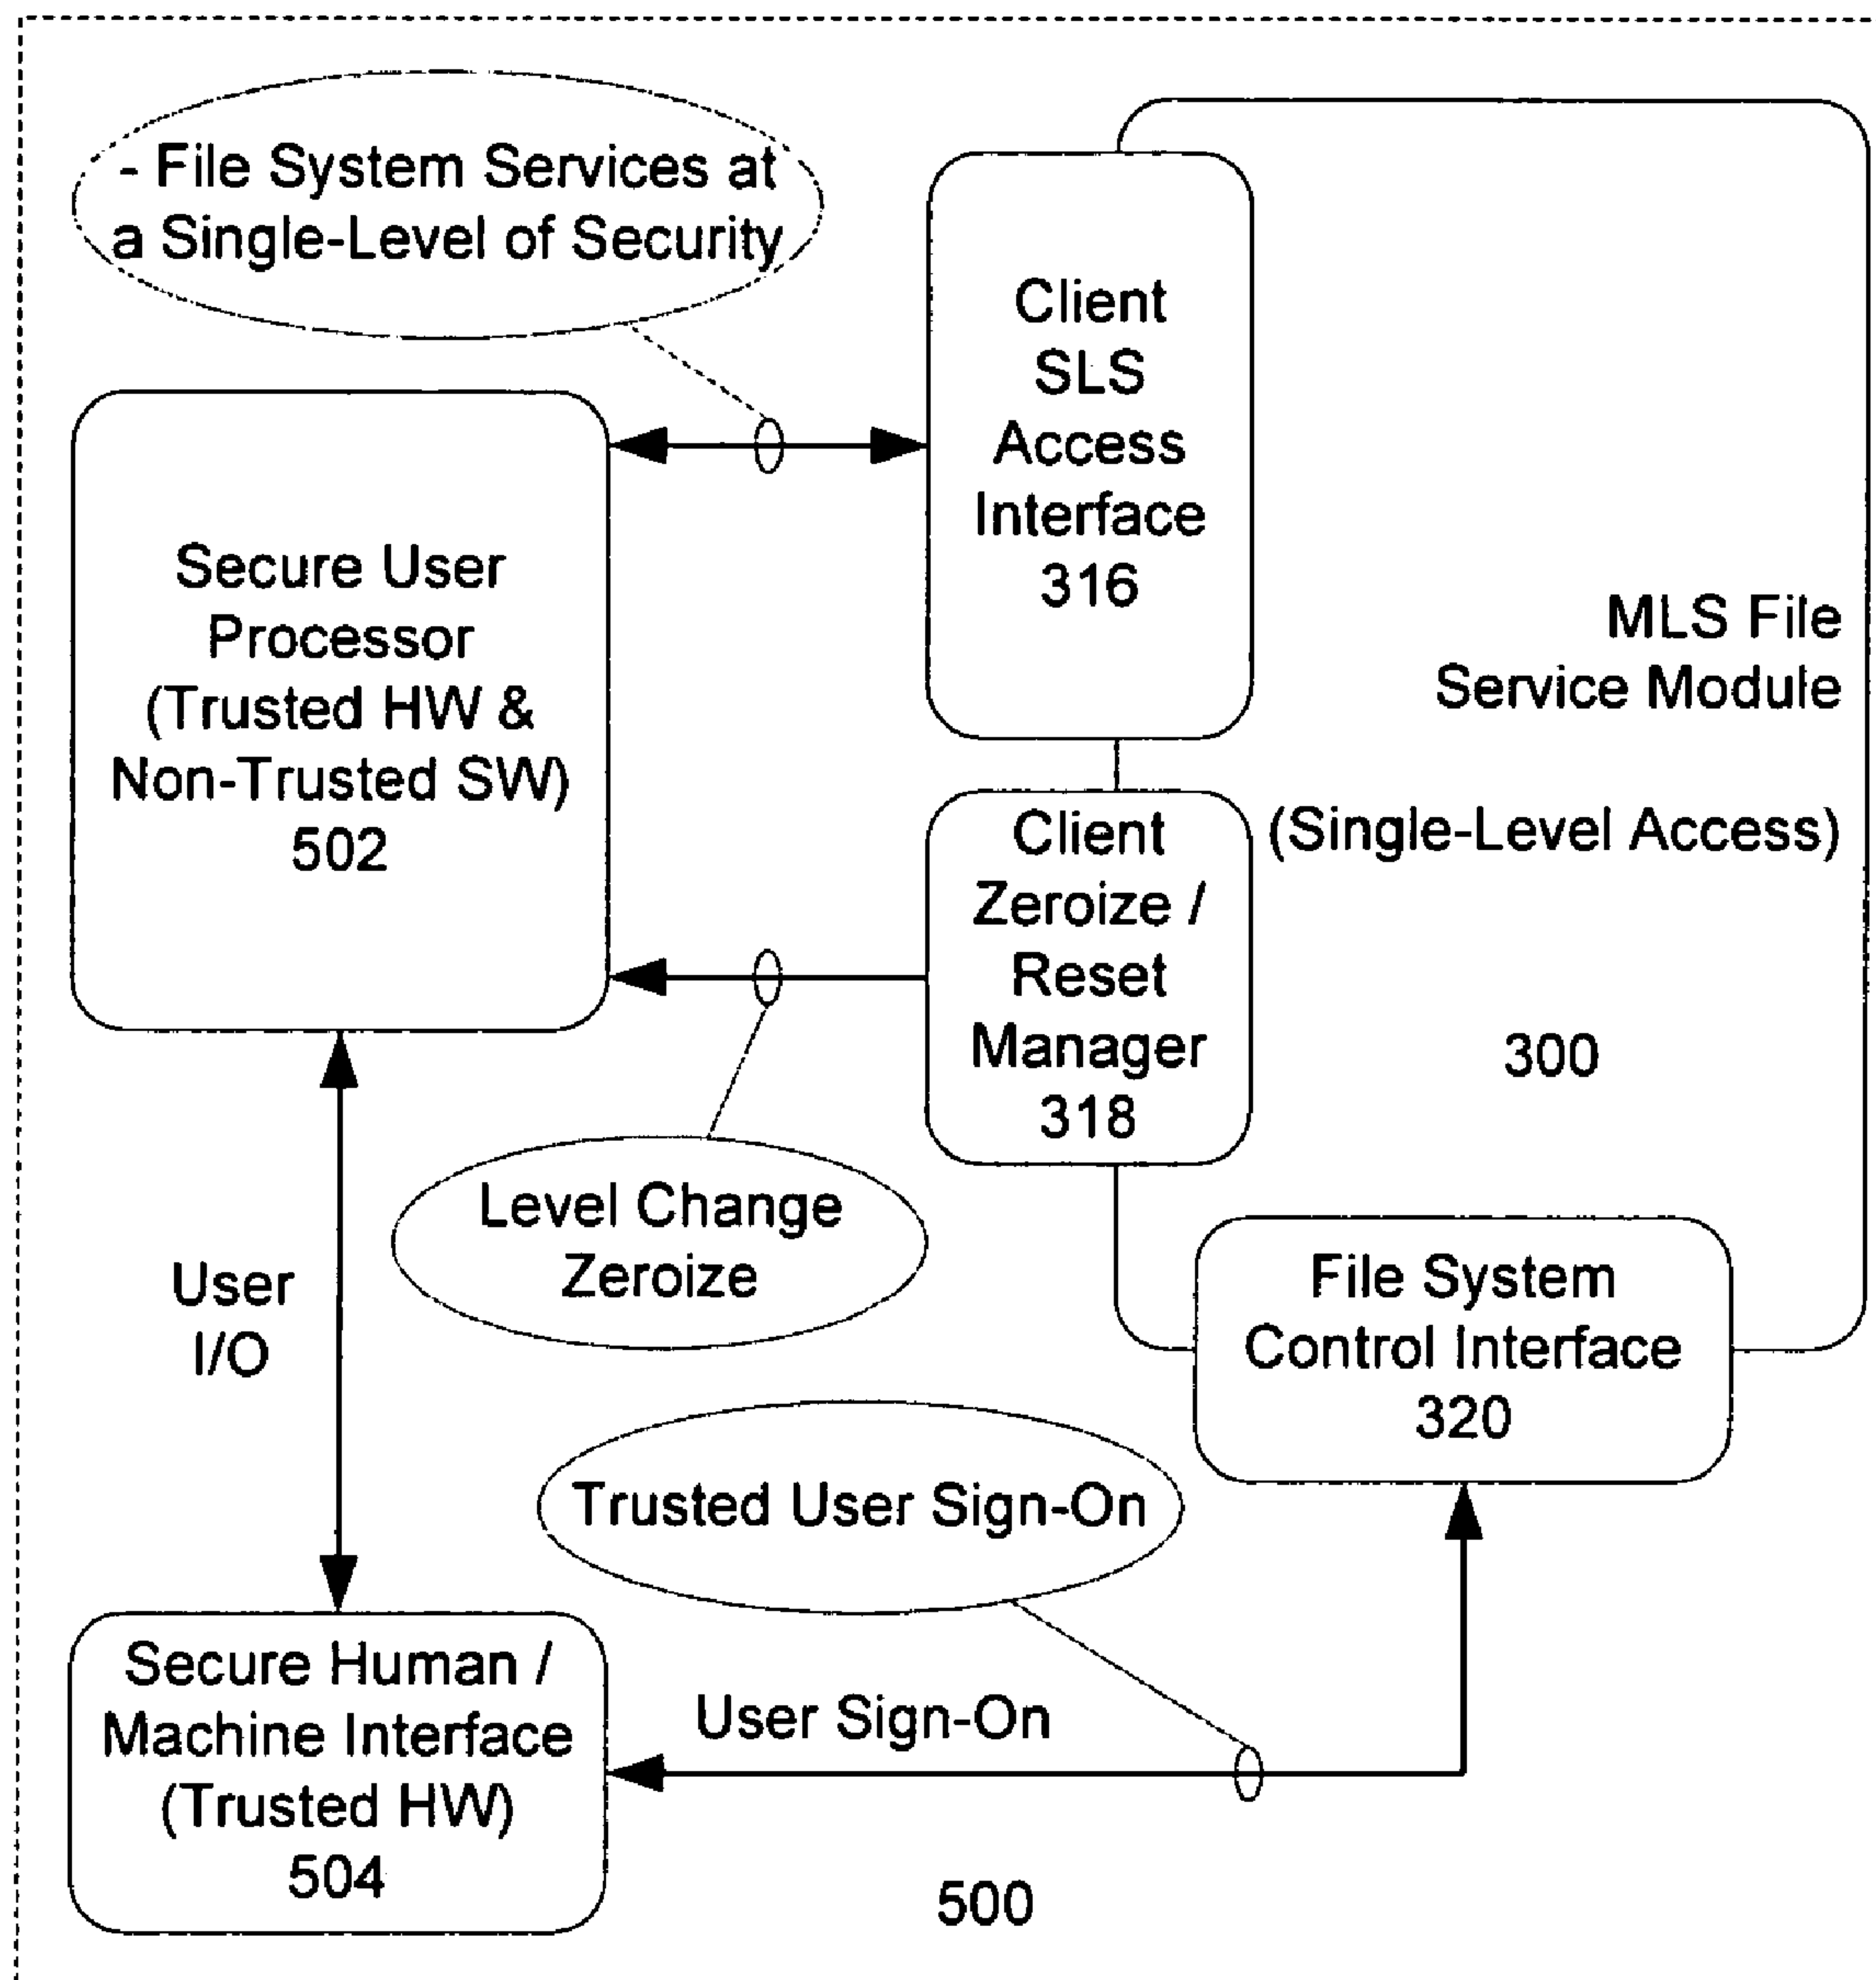 - File System Services at
a Single-Level of Security
Client
SLS
Access
Interface
316
Secure User
Processor
(Trusted HW &
Non-Trusted SW)
502
MLS File
Service Module
(Single-Level Access)
300
Client
Zeroize /
Reset
Manager
318
Level Change
Zeroize
User
I/O
File System
Control Interface
320
Trusted User Sign-On
User Sign-On
Secure Human /
Machine Interface
(Trusted HW)
504
500